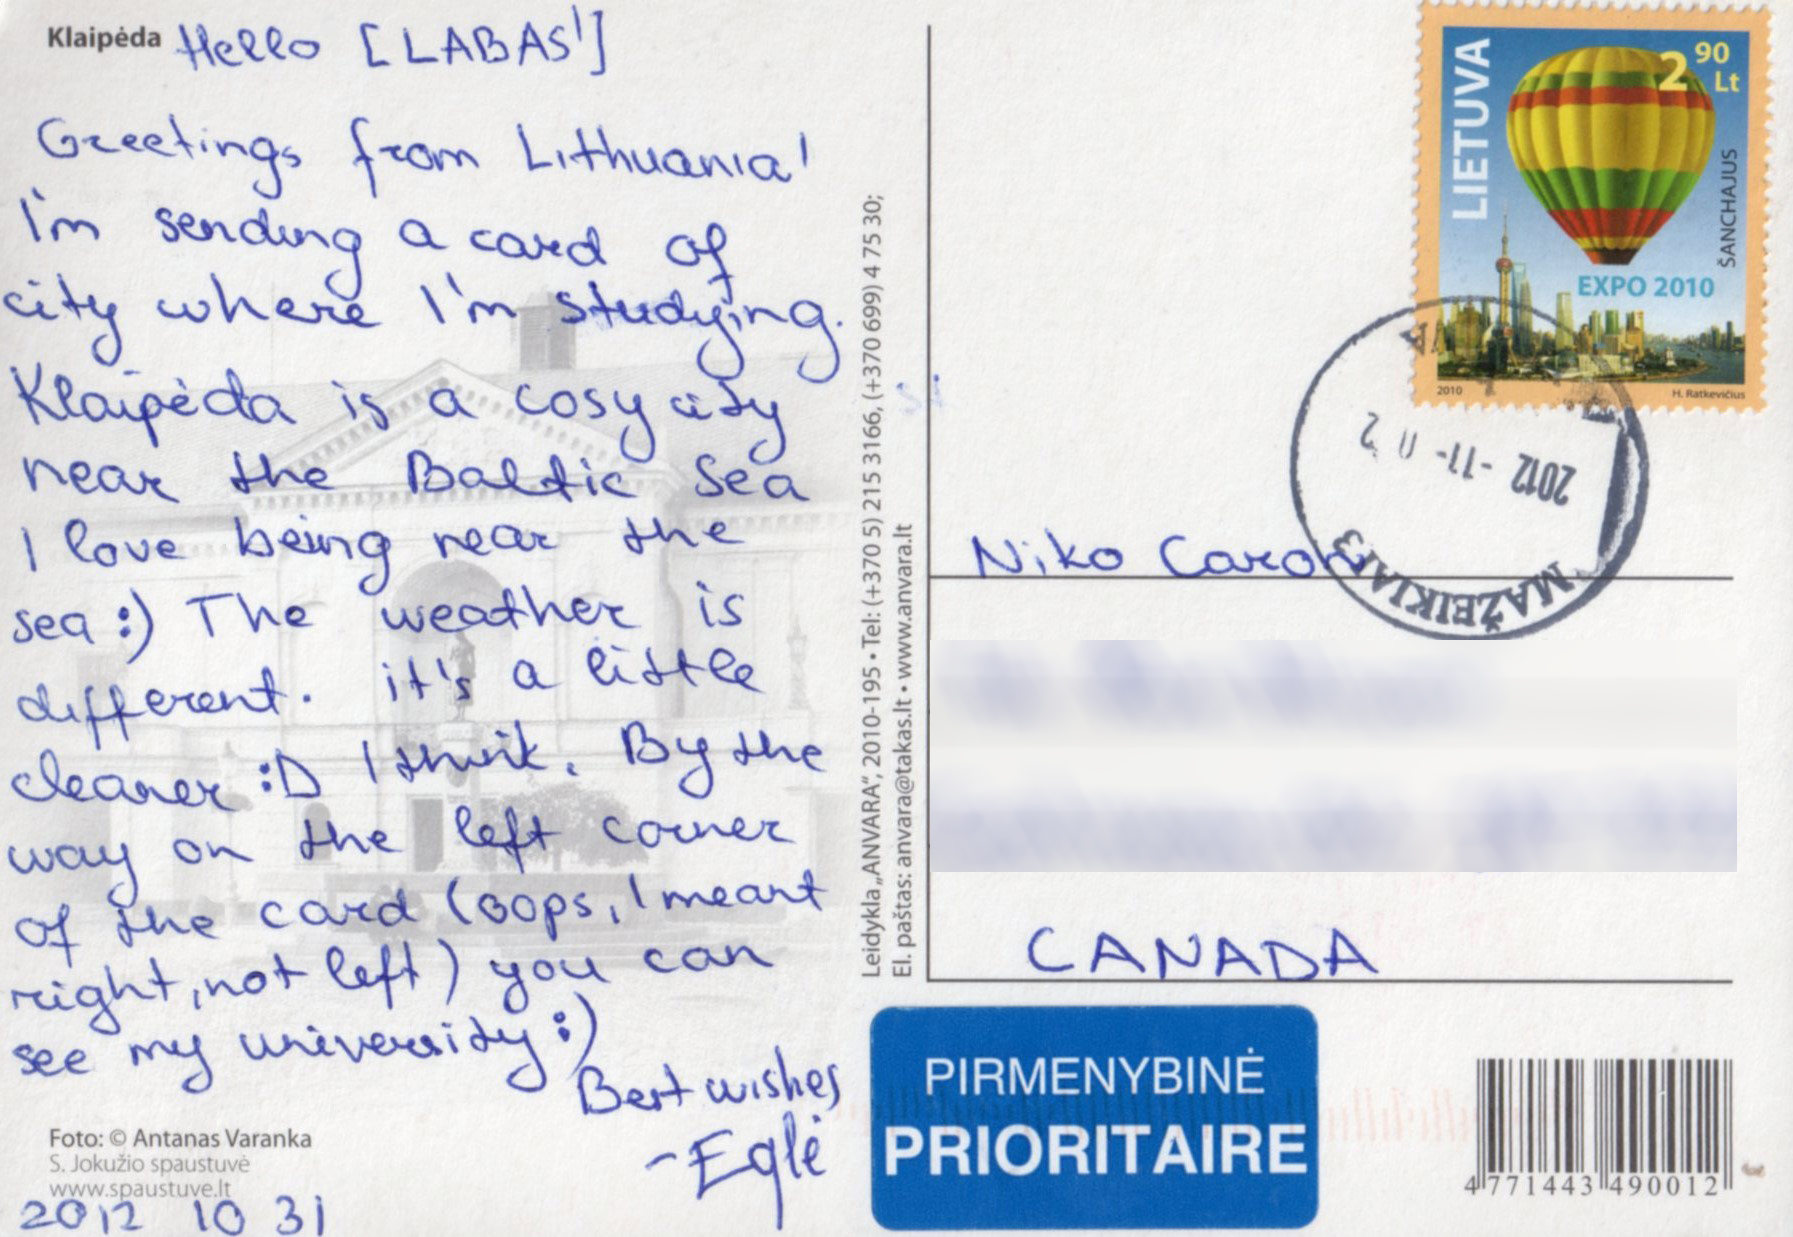 Klaipėda Hello [LABAS!]
Greetings from Lithuania!
I'm sending a card of
city where I'm studying.
Klaipėda is a cosy city
near the Baltic Sea
I love being near the
sea :) The weather is
different. it's a little
cleaner :D I think. By the
way on the left corner
of the card (oops, I meant
right, not left) you can
see my university :)
Best wishes
-Eglė
Foto: © Antanas Varanka
S. Jokužio spaustuvė
www.spaustuve.lt
2012 10 31
Leidykla „ANVARA“, 2010-195 • Tel: (+370 5) 215 3166, (+370 699) 4 75 30;
El. paštas: anvara@takas.lt • www.anvara.lt
LIETUVA
2 90 Lt
ŠANCHAJUS
EXPO 2010
2010 H. Ratkevičius
2012 -11- 0 2
MAŽEIKIAI 3
Niko Caron
CANADA
PIRMENYBINĖ
PRIORITAIRE
4 771443 490012